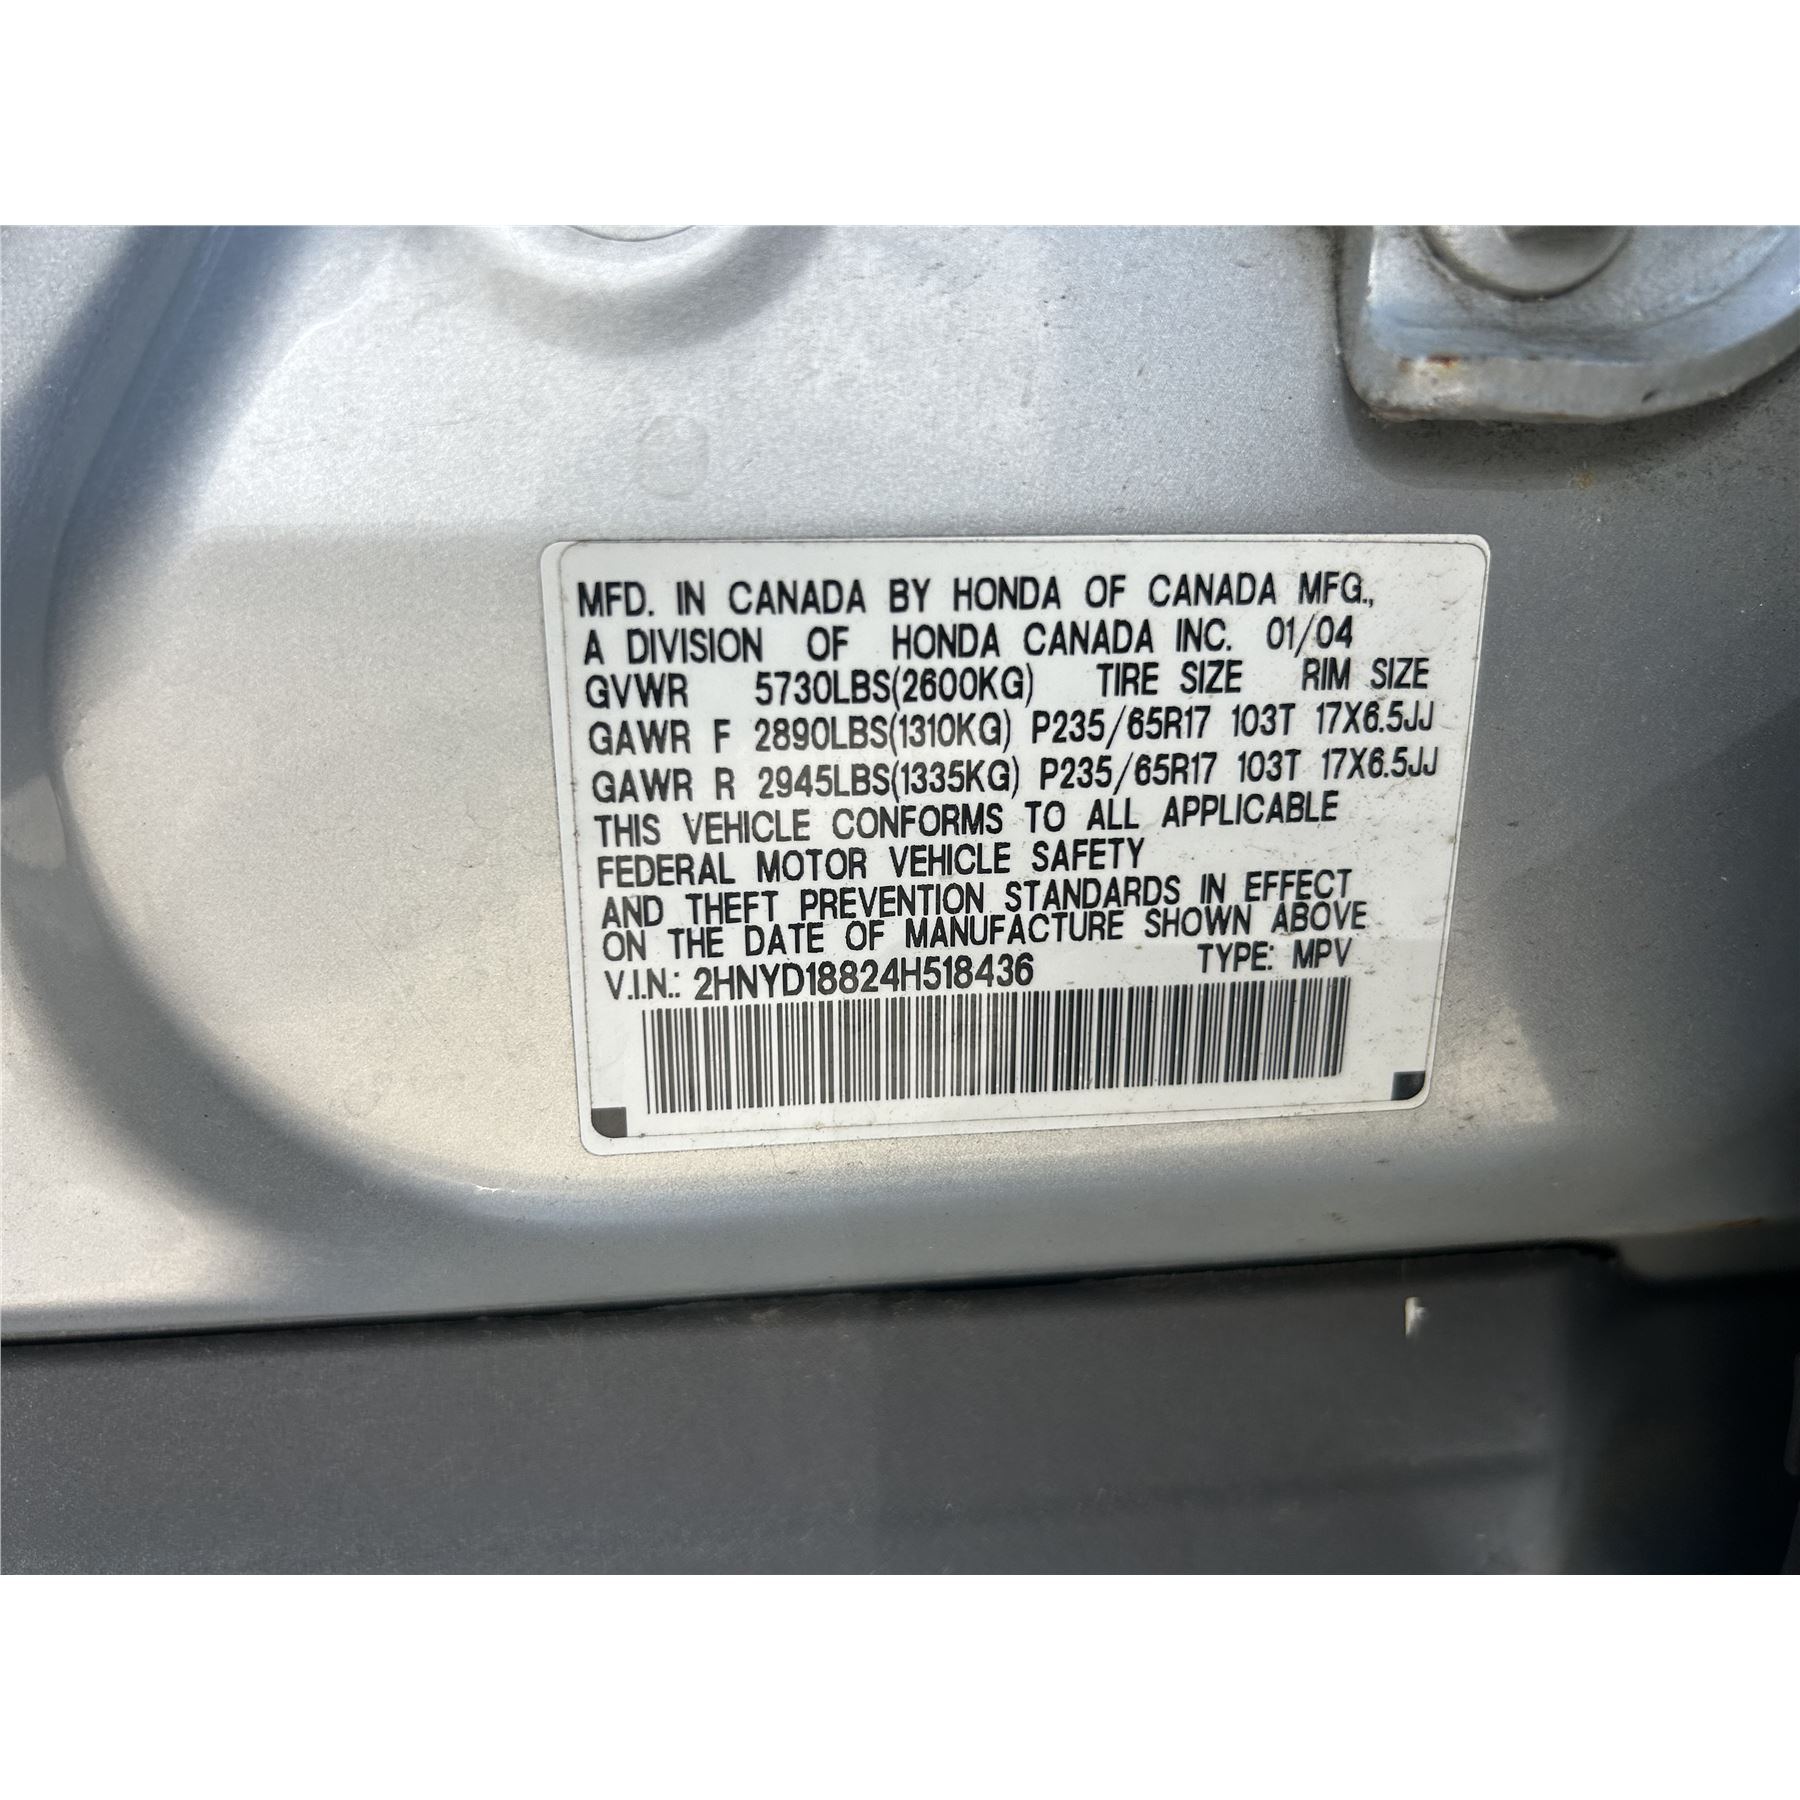 MFD. IN CANADA BY HONDA OF CANADA MFG.,
A DIVISION OF HONDA CANADA INC. 01/04
GVWR 5730LBS(2600KG) TIRE SIZE RIM SIZE
GAWR F 2890LBS(1310KG) P235/65R17 103T 17X6.5JJ
GAWR R 2945LBS(1335KG) P235/65R17 103T 17X6.5JJ
THIS VEHICLE CONFORMS TO ALL APPLICABLE
FEDERAL MOTOR VEHICLE SAFETY
AND THEFT PREVENTION STANDARDS IN EFFECT
ON THE DATE OF MANUFACTURE SHOWN ABOVE
V.I.N.: 2HNYD18824H518436 TYPE: MPV